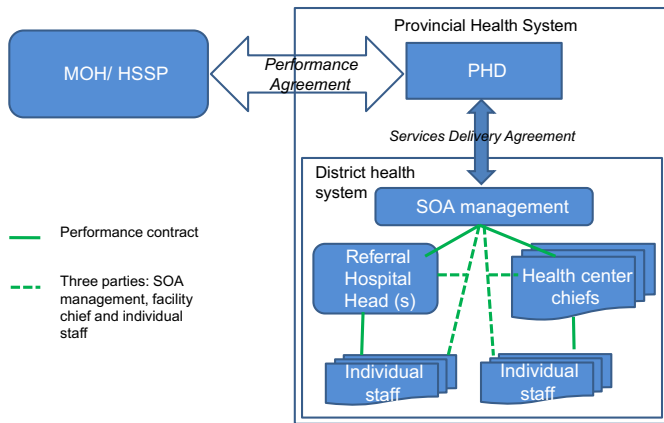 Provincial Health System
MOH/ HSSP
Performance
Agreement
PHD
Services Delivery Agreement
District health
system
SOA management
Performance contract
Three parties: SOA
management, facility
chief and individual
staff
Referral
Hospital
Head (s)
Health center
chiefs
Individual
staff
Individual
staff